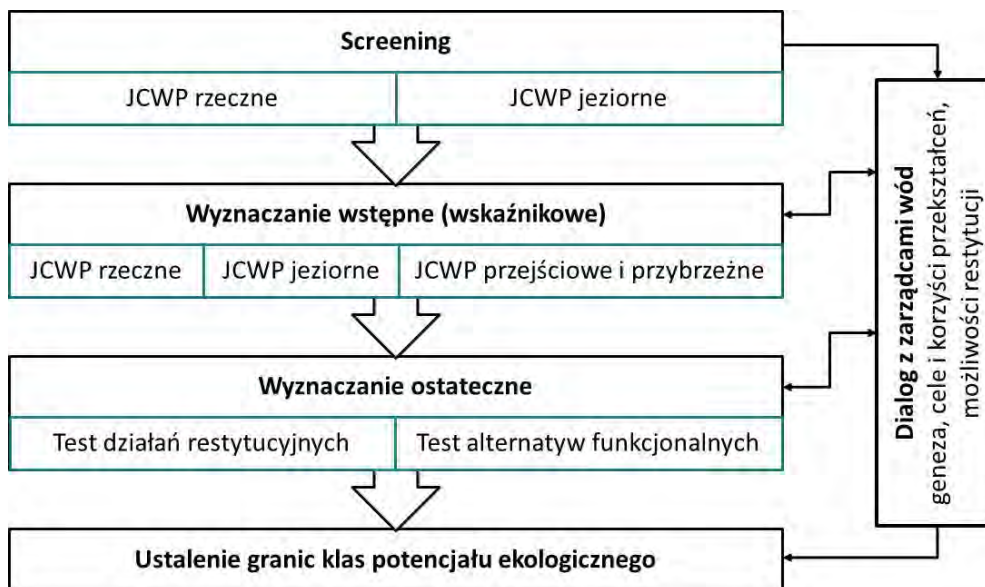 Screening
JCWP rzeczne
JCWP jeziorne
Wyznaczanie wstępne (wskaźnikowe)
JCWP rzeczne
JCWP jeziorne
JCWP przejściowe i przybrzeżne
Wyznaczanie ostateczne
Test działań restytucyjnych
Test alternatyw funkcjonalnych
Ustalenie granic klas potencjału ekologicznego
Dialog z zarządcami wód
geneza, cele i korzyści przekształceń,
możliwości restytucji